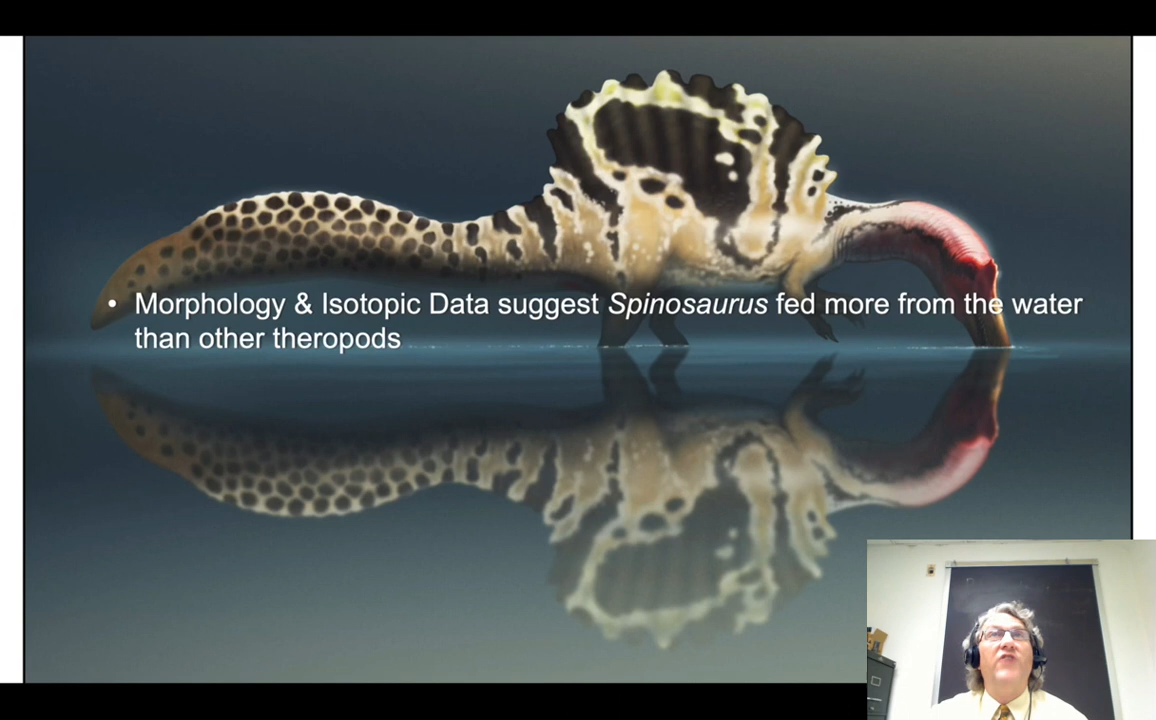 • Morphology & Isotopic Data suggest Spinosaurus fed more from the water
than other theropods